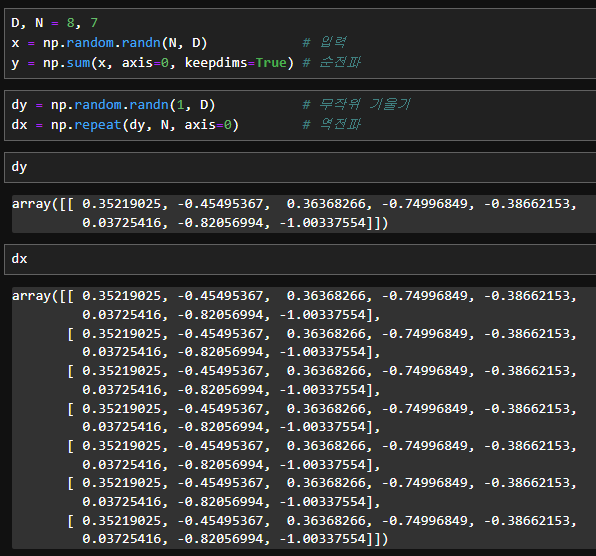 D, N = 8, 7
x = np.random.randn(N, D) # 입력
y = np.sum(x, axis=0, keepdims=True) # 순전파
dy = np.random.randn(1, D) # 무작위 기울기
dx = np.repeat(dy, N, axis=0) # 역전파
dy
array([[ 0.35219025, -0.45495367, 0.36368266, -0.74996849, -0.38662153,
0.03725416, -0.82056994, -1.00337554]])
dx
array([[ 0.35219025, -0.45495367, 0.36368266, -0.74996849, -0.38662153,
0.03725416, -0.82056994, -1.00337554],
[ 0.35219025, -0.45495367, 0.36368266, -0.74996849, -0.38662153,
0.03725416, -0.82056994, -1.00337554],
[ 0.35219025, -0.45495367, 0.36368266, -0.74996849, -0.38662153,
0.03725416, -0.82056994, -1.00337554],
[ 0.35219025, -0.45495367, 0.36368266, -0.74996849, -0.38662153,
0.03725416, -0.82056994, -1.00337554],
[ 0.35219025, -0.45495367, 0.36368266, -0.74996849, -0.38662153,
0.03725416, -0.82056994, -1.00337554],
[ 0.35219025, -0.45495367, 0.36368266, -0.74996849, -0.38662153,
0.03725416, -0.82056994, -1.00337554],
[ 0.35219025, -0.45495367, 0.36368266, -0.74996849, -0.38662153,
0.03725416, -0.82056994, -1.00337554]])